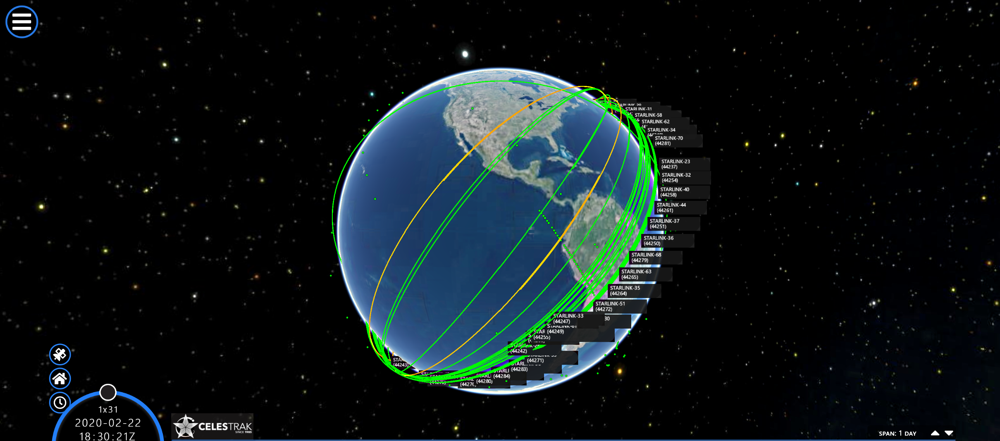 STARLINK-31
STARLINK-58
STARLINK-62
STARLINK-34
STARLINK-70
(44281)
STARLINK-23
(44237)
STARLINK-32
(44254)
STARLINK-40
(44258)
STARLINK-44
(44261)
STARLINK-37
(44251)
STARLINK-36
(44250)
STARLINK-68
(44279)
STARLINK-63
(44265)
STARLINK-35
(44264)
STARLINK-51
(44272)
STARLINK-33
(44247)
30
STARLINK-61
(44249)
(44255)
(44242)
(44271)
(44283)
(44243)
(44284)
(44280)
1x31
2020-02-22
18:30:21Z
CELESTRAK
SINCE 1985
SPAN: 1 DAY